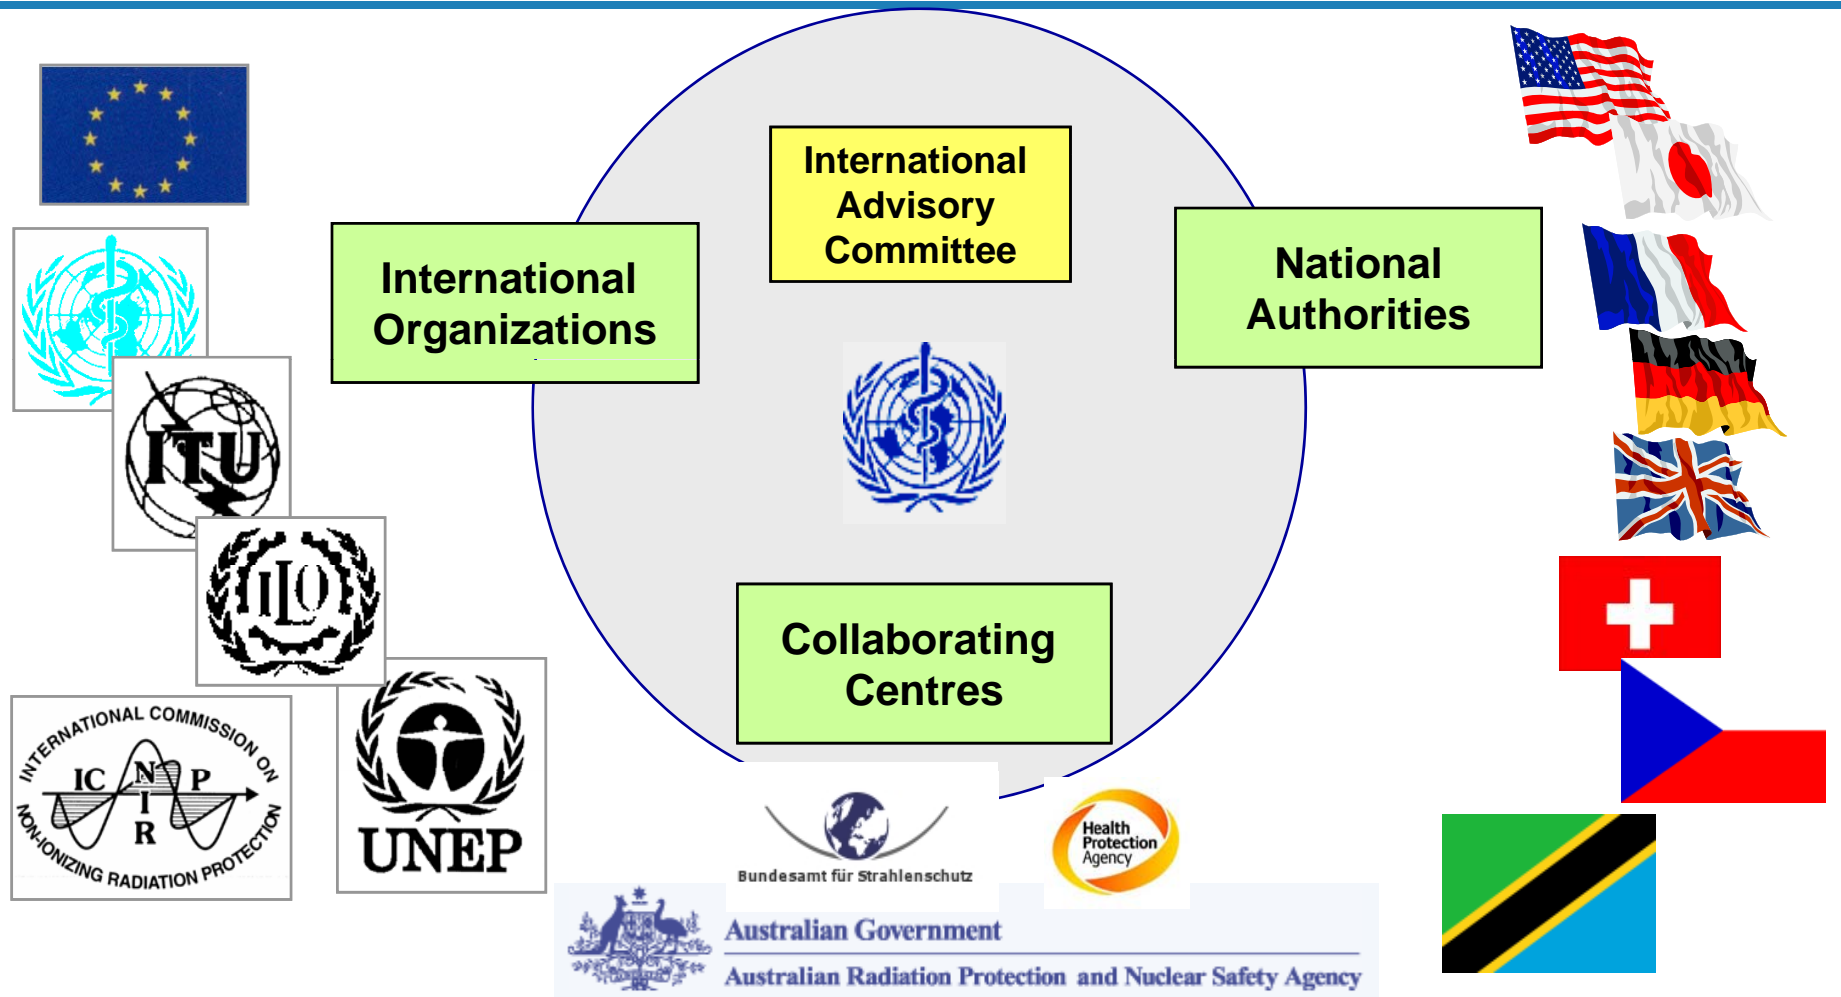 International
Advisory
Committee
International
Organizations
National
Authorities
Collaborating
Centres
ITU
ILO
UNEP
INTERNATIONAL COMMISSION ON
NON-IONIZING RADIATION PROTECTION
IC N P
I
R
Bundesamt für Strahlenschutz
Health
Protection
Agency
Australian Government
Australian Radiation Protection and Nuclear Safety Agency